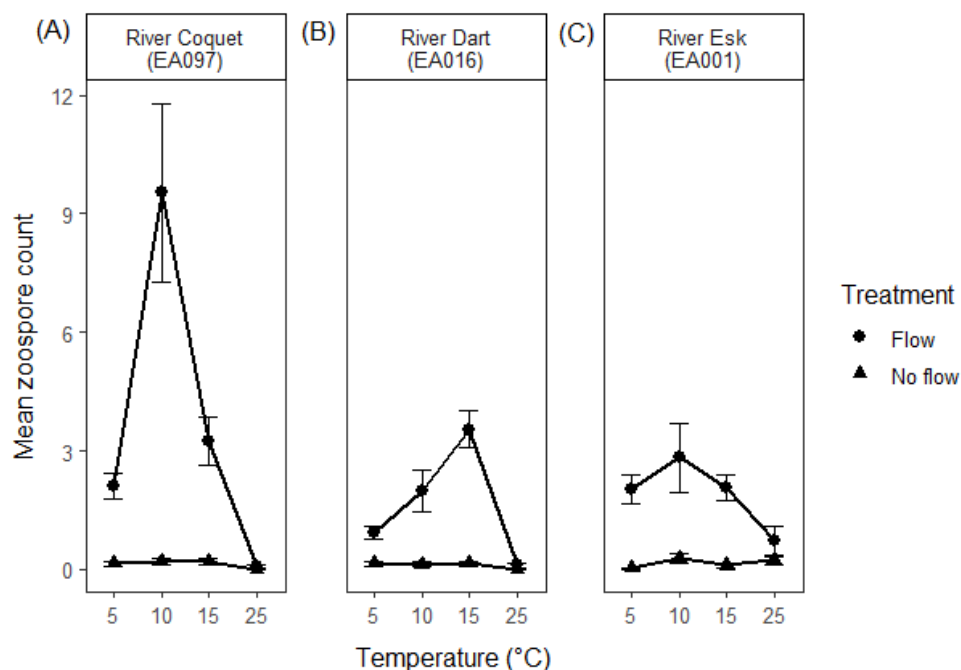 (A)
River Coquet
(EA097)
(B)
River Dart
(EA016)
(C)
River Esk
(EA001)
Mean zoospore count
12
9
6
3
0
5 10 15 25
5 10 15 25
5 10 15 25
Temperature (°C)
Treatment
Flow
No flow